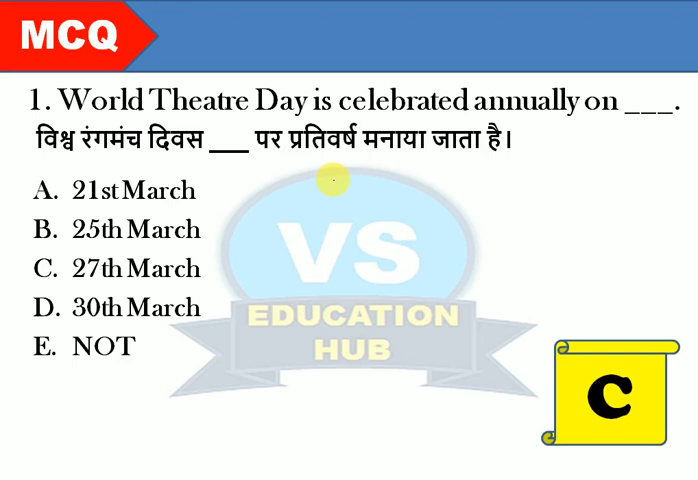 MCQ
1. World Theatre Day is celebrated annually on ___.
विश्व रंगमंच दिवस ___ पर प्रतिवर्ष मनाया जाता है।
A. 21st March
B. 25th March
C. 27th March
D. 30th March
E. NOT
VS
EDUCATION
HUB
C